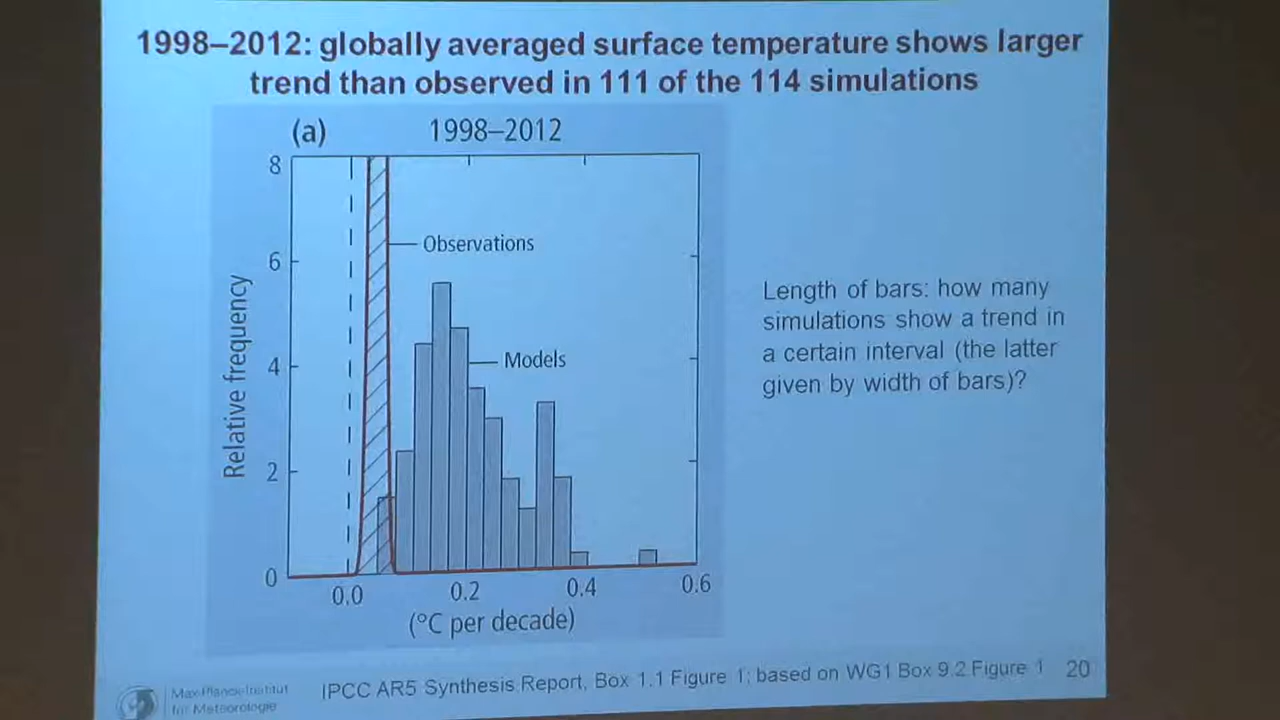 1998–2012: globally averaged surface temperature shows larger
trend than observed in 111 of the 114 simulations
(a)
1998–2012
8
6
4
2
0
Relative frequency
Observations
Models
0.0
0.2
0.4
0.6
(°C per decade)
Length of bars: how many
simulations show a trend in
a certain interval (the latter
given by width of bars)?
Max-Planck-Institut
für Meteorologie
IPCC AR5 Synthesis Report, Box 1.1 Figure 1; based on WG1 Box 9.2 Figure 1
20